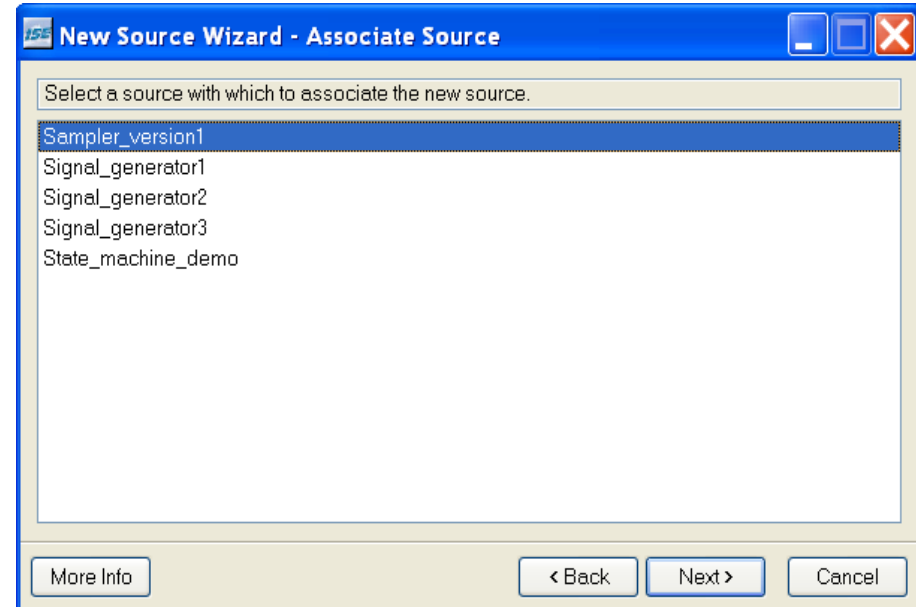 ISE New Source Wizard - Associate Source
Select a source with which to associate the new source.
Sampler_version1
Signal_generator1
Signal_generator2
Signal_generator3
State_machine_demo
More Info
< Back
Next >
Cancel